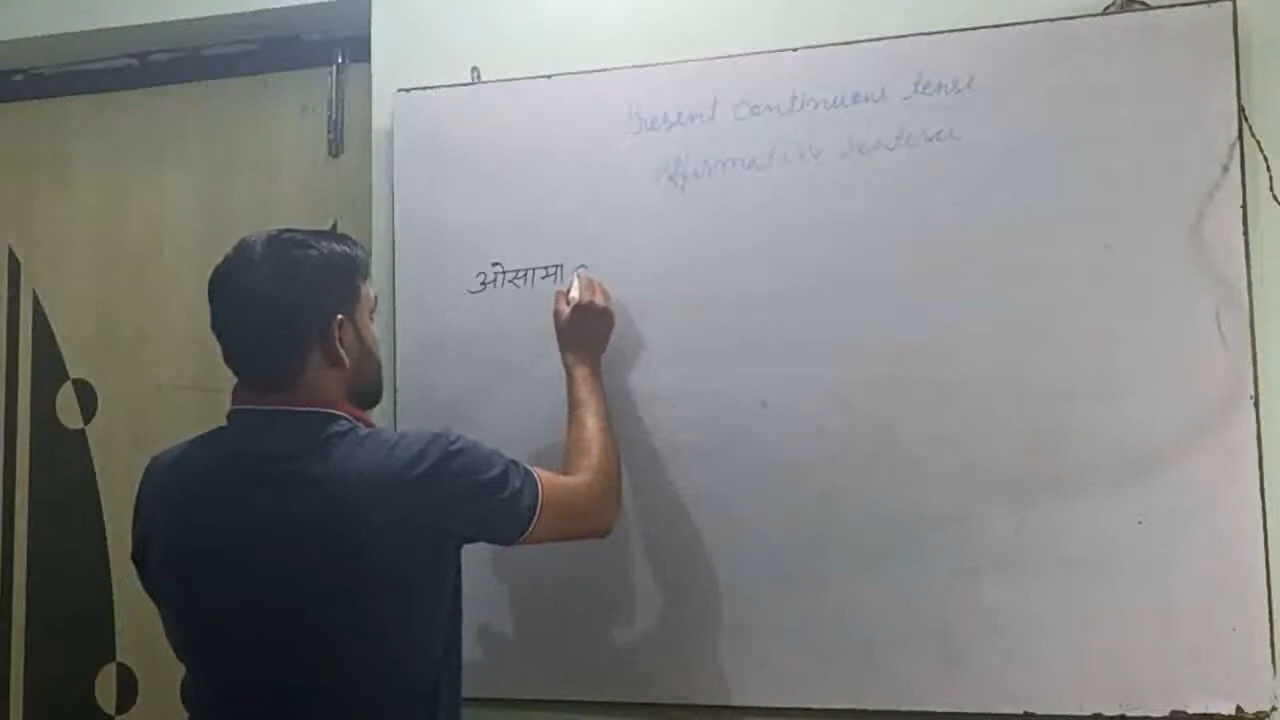 Present continuous tense
Affirmative sentence
ओसामा